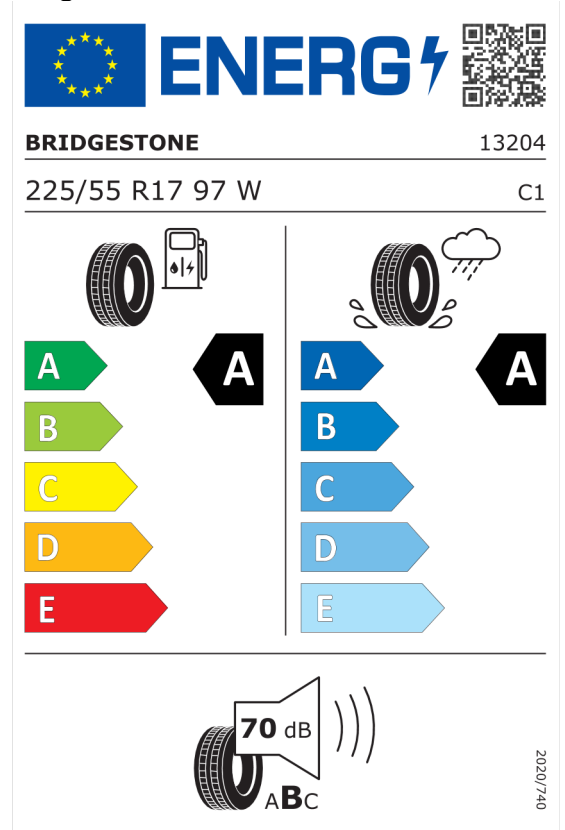 ENERG
BRIDGESTONE 13204
225/55 R17 97 W C1
A A A A
B B
C C
D D
E E
70 dB
ABC
2020/740